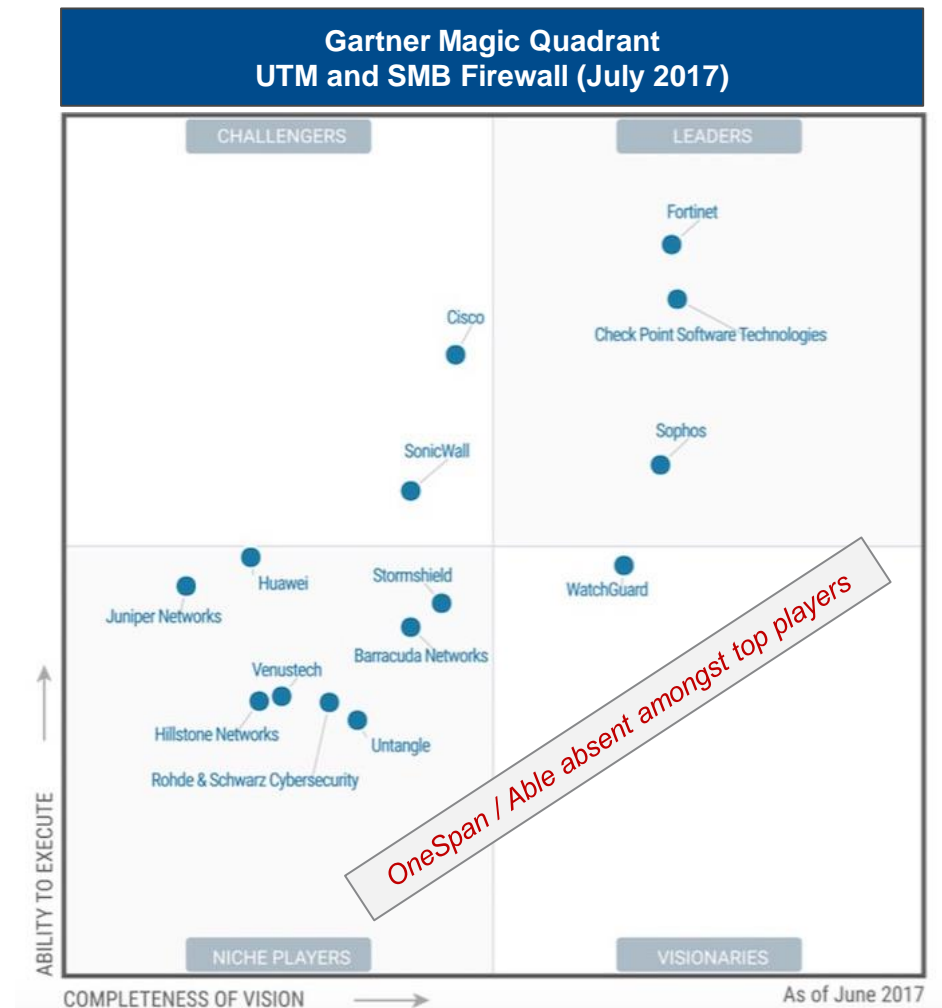 Gartner Magic Quadrant
UTM and SMB Firewall (July 2017)
CHALLENGERS
LEADERS
Fortinet
Cisco
Check Point Software Technologies
Sophos
SonicWall
Huawei
Stormshield
WatchGuard
Juniper Networks
Barracuda Networks
Venustech
Hillstone Networks
Untangle
Rohde & Schwarz Cybersecurity
OneSpan / Able absent amongst top players
ABILITY TO EXECUTE
NICHE PLAYERS
VISIONARIES
COMPLETENESS OF VISION
As of June 2017